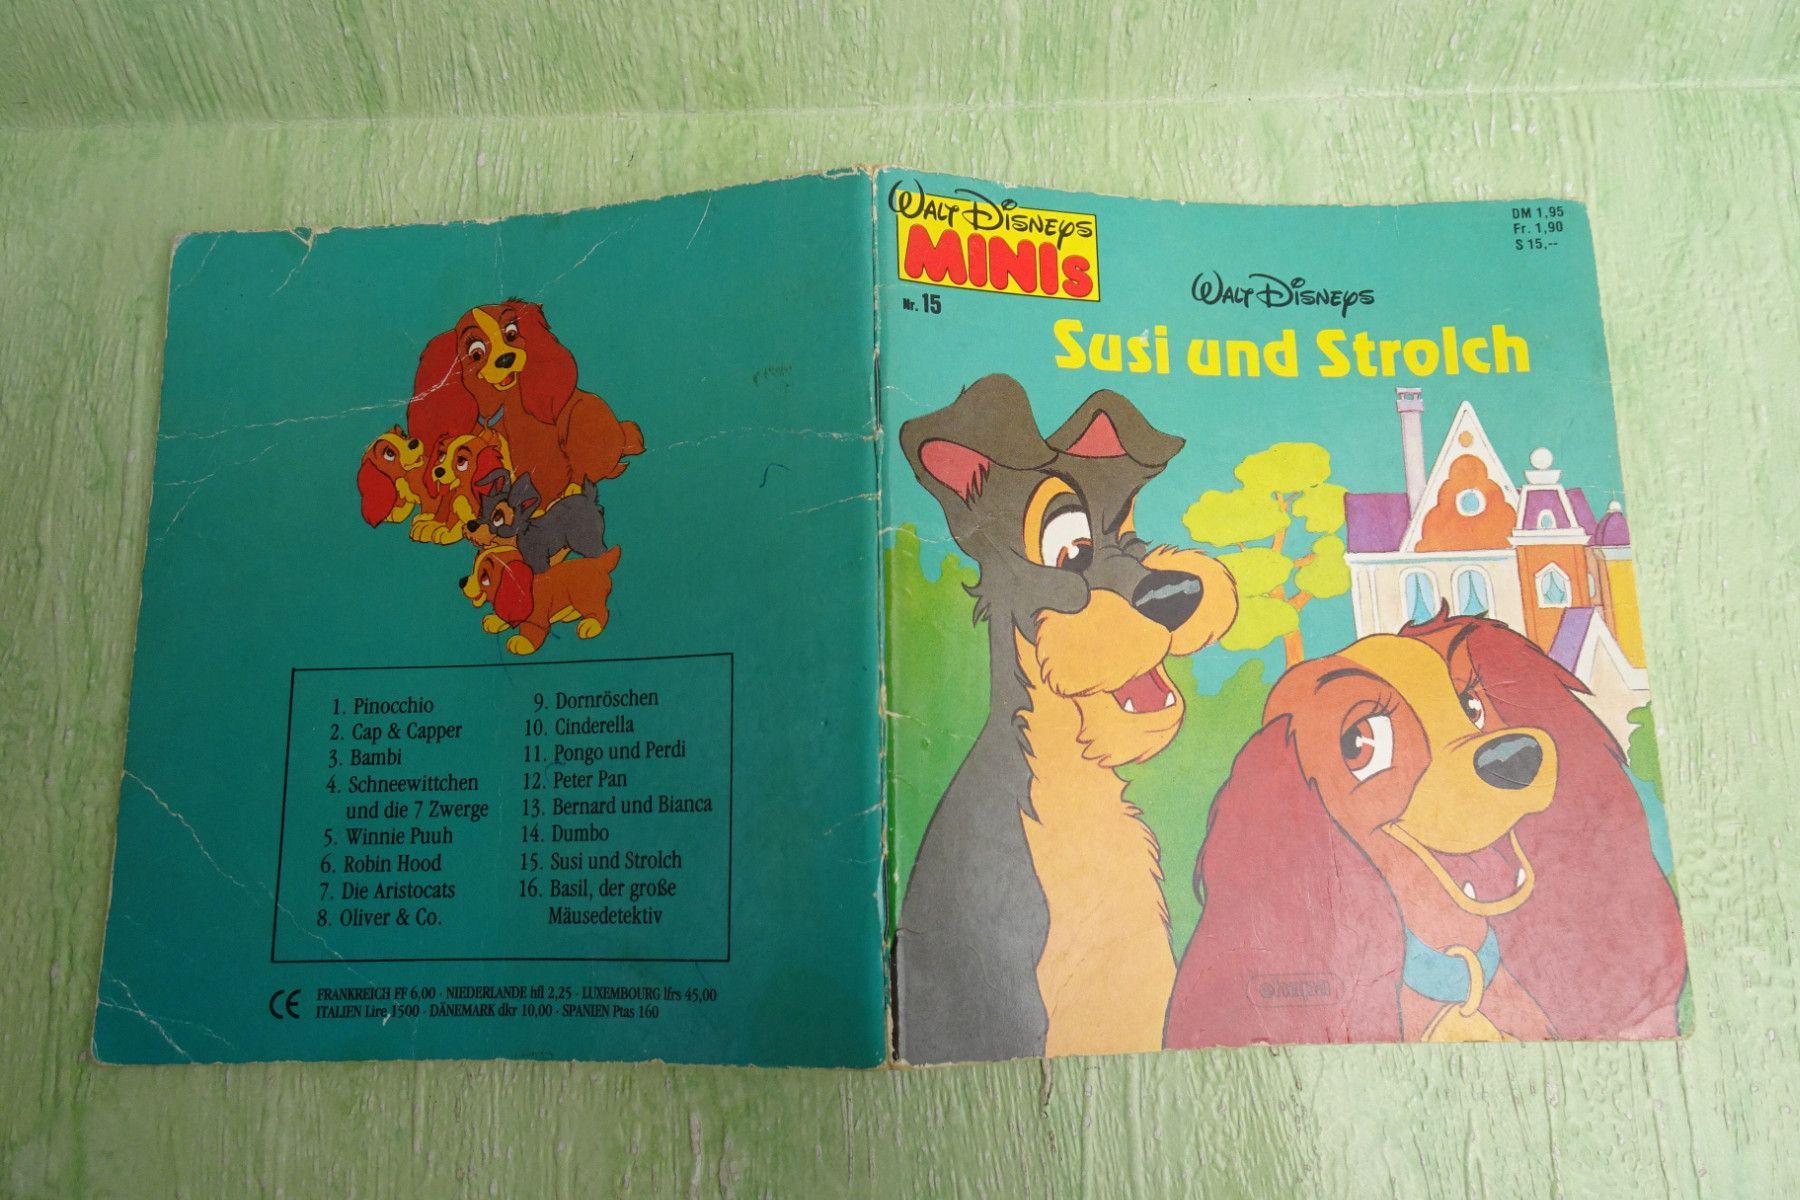 WALT DISNEYS
MINIS
Nr. 15
DM 1,95
Fr. 1,90
S 15,--
WALT DISNEYS
Susi und Strolch
1. Pinocchio
2. Cap & Capper
3. Bambi
4. Schneewittchen
und die 7 Zwerge
5. Winnie Puuh
6. Robin Hood
7. Die Aristocats
8. Oliver & Co.
9. Dornröschen
10. Cinderella
11. Pongo und Perdi
12. Peter Pan
13. Bernard und Bianca
14. Dumbo
15. Susi und Strolch
16. Basil, der große
Mäusedetektiv
CE
FRANKREICH FF 6,00 · NIEDERLANDE hfl 2,25 · LUXEMBOURG lfrs 45,00
ITALIEN Lire 1500 · DÄNEMARK dkr 10,00 · SPANIEN Ptas 160